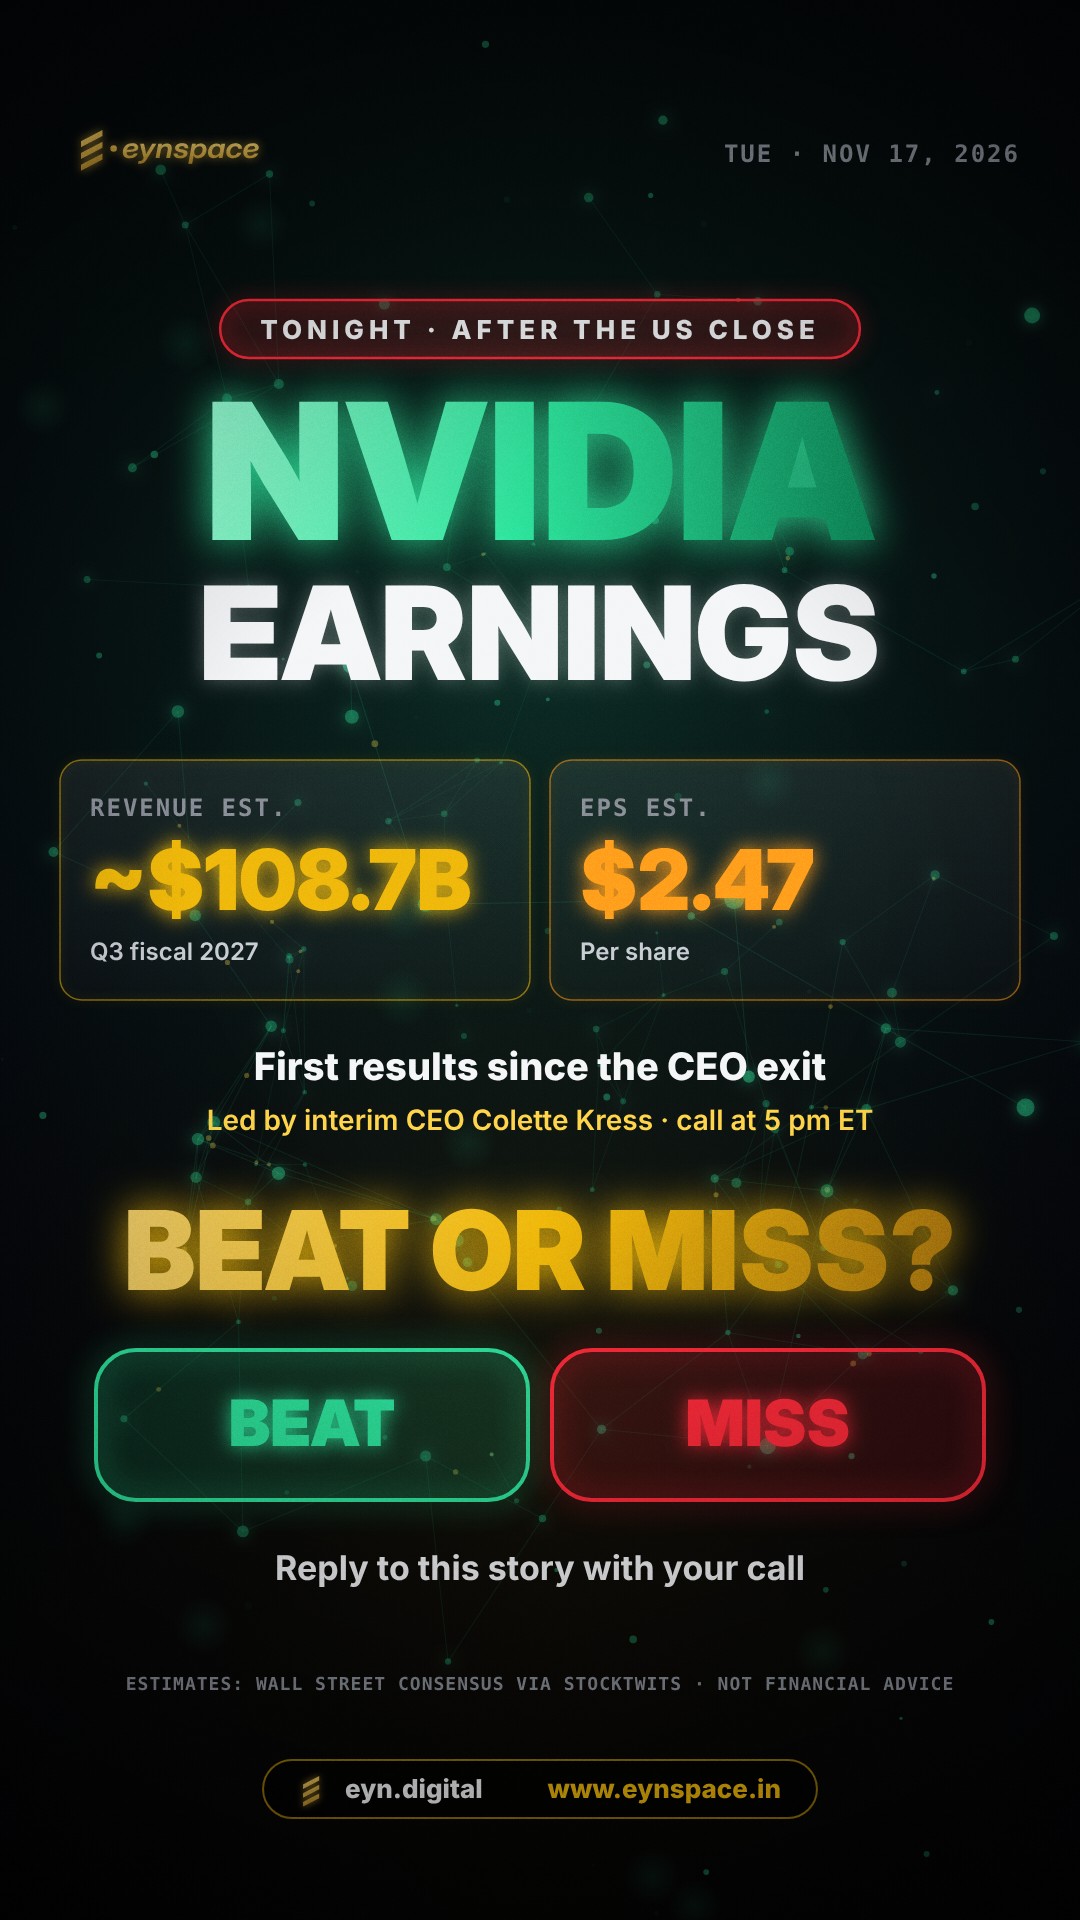 eynspace
TUE · NOV 17, 2026
TONIGHT · AFTER THE US CLOSE
NVIDIA
EARNINGS
REVENUE EST.
~$108.7B
Q3 fiscal 2027
EPS EST.
$2.47
Per share
First results since the CEO exit
Led by interim CEO Colette Kress · call at 5 pm ET
BEAT OR MISS?
BEAT
MISS
Reply to this story with your call
ESTIMATES: WALL STREET CONSENSUS VIA STOCKTWITS · NOT FINANCIAL ADVICE
eyn.digital
www.eynspace.in